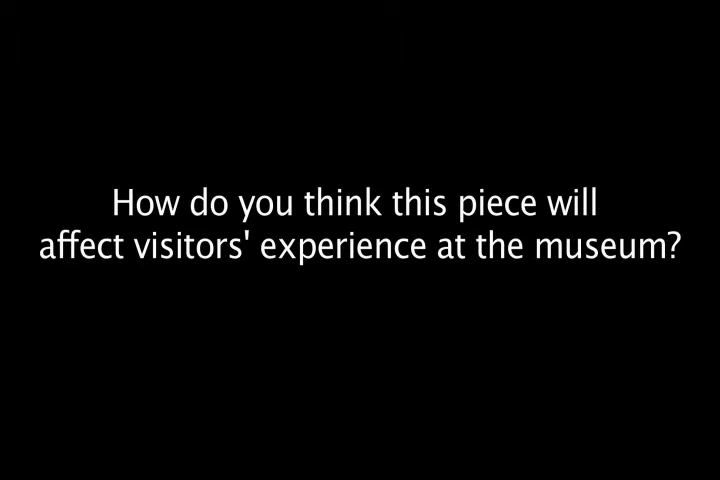 How do you think this piece will
affect visitors' experience at the museum?